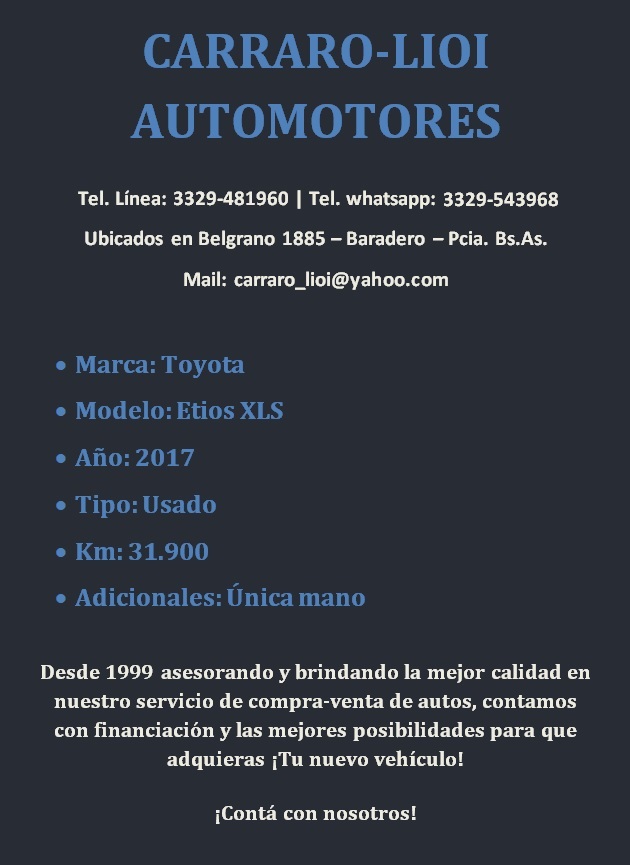 CARRARO-LIOI
AUTOMOTORES
Tel. Línea: 3329-481960 | Tel. whatsapp: 3329-543968
Ubicados en Belgrano 1885 – Baradero – Pcia. Bs.As.
Mail: carraro_lioi@yahoo.com
• Marca: Toyota
• Modelo: Etios XLS
• Año: 2017
• Tipo: Usado
• Km: 31.900
• Adicionales: Única mano
Desde 1999 asesorando y brindando la mejor calidad en
nuestro servicio de compra-venta de autos, contamos
con financiación y las mejores posibilidades para que
adquieras ¡Tu nuevo vehículo!
¡Contá con nosotros!